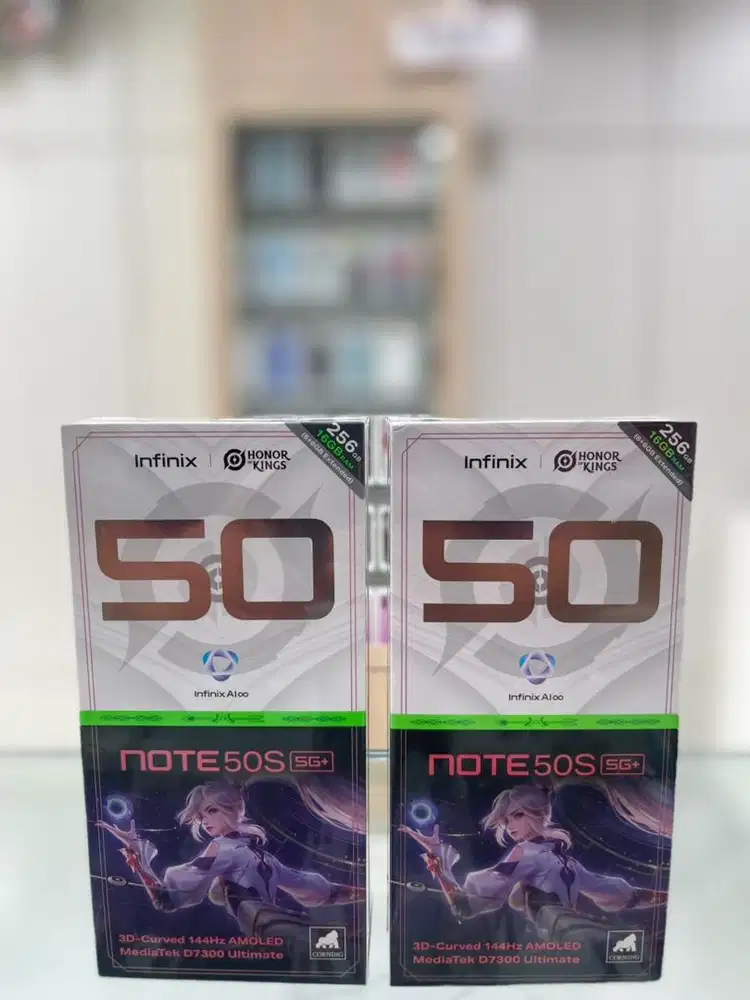 Infinix | HONOR OF KINGS
256GB
16GB RAM
(8+8GB Extended)
50
Infinix AI∞
NOTE 50S 5G+
3D-Curved 144Hz AMOLED
MediaTek D7300 Ultimate
CORNING
Infinix | HONOR OF KINGS
256GB
16GB RAM
(8+8GB Extended)
50
Infinix AI∞
NOTE 50S 5G+
3D-Curved 144Hz AMOLED
MediaTek D7300 Ultimate
CORNING